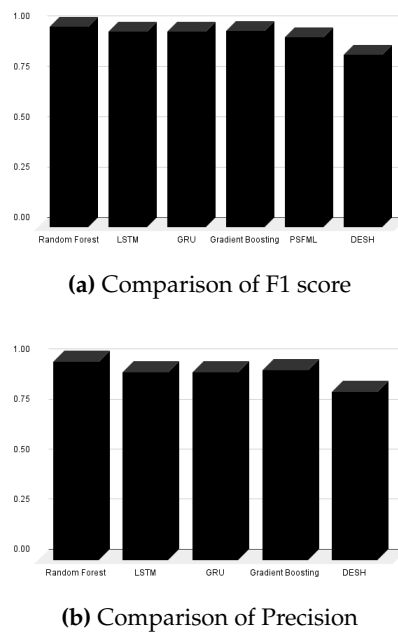 1.00
0.75
0.50
0.25
0.00
Random Forest LSTM GRU Gradient Boosting PSFML DESH
(a) Comparison of F1 score
1.00
0.75
0.50
0.25
0.00
Random Forest LSTM GRU Gradient Boosting DESH
(b) Comparison of Precision